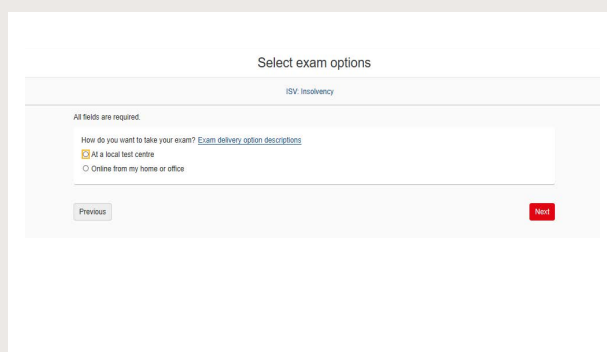 Select exam options
ISV: Insolvency
All fields are required.
How do you want to take your exam? Exam delivery option descriptions
At a local test centre
Online from my home or office
Previous
Next